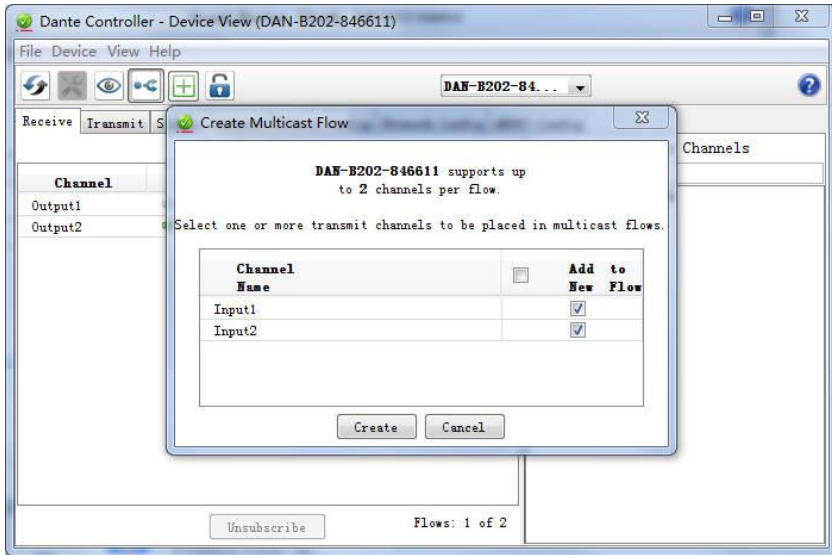 Dante Controller - Device View (DAN-B202-846611)
File Device View Help
DAN-B202-84...
Receive Transmit S
Create Multicast Flow
Channels
DAN-B202-846611 supports up
to 2 channels per flow.
Channel
Output1
Output2
Select one or more transmit channels to be placed in multicast flows.
Channel Name
Add to New Flow
Input1
Input2
Create Cancel
Unsubscribe
Flows: 1 of 2